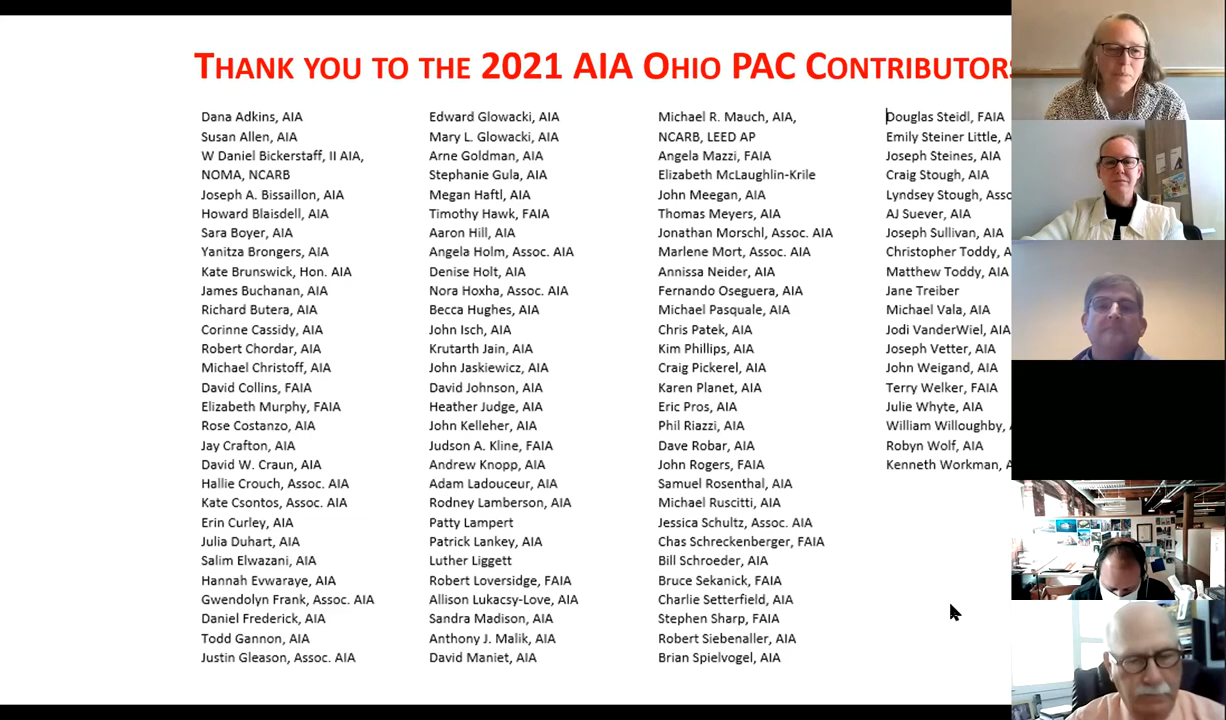 THANK YOU TO THE 2021 AIA OHIO PAC CONTRIBUTORS
Dana Adkins, AIA
Susan Allen, AIA
W Daniel Bickerstaff, II AIA,
NOMA, NCARB
Joseph A. Bissaillon, AIA
Howard Blaisdell, AIA
Sara Boyer, AIA
Yanitza Brongers, AIA
Kate Brunswick, Hon. AIA
James Buchanan, AIA
Richard Butera, AIA
Corinne Cassidy, AIA
Robert Chordar, AIA
Michael Christoff, AIA
David Collins, FAIA
Elizabeth Murphy, FAIA
Rose Costanzo, AIA
Jay Crafton, AIA
David W. Craun, AIA
Hallie Crouch, Assoc. AIA
Kate Csontos, Assoc. AIA
Erin Curley, AIA
Julia Duhart, AIA
Salim Elwazani, AIA
Hannah Evwaraye, AIA
Gwendolyn Frank, Assoc. AIA
Daniel Frederick, AIA
Todd Gannon, AIA
Justin Gleason, Assoc. AIA
Edward Glowacki, AIA
Mary L. Glowacki, AIA
Arne Goldman, AIA
Stephanie Gula, AIA
Megan Haftl, AIA
Timothy Hawk, FAIA
Aaron Hill, AIA
Angela Holm, Assoc. AIA
Denise Holt, AIA
Nora Hoxha, Assoc. AIA
Becca Hughes, AIA
John Isch, AIA
Krutarth Jain, AIA
John Jaskiewicz, AIA
David Johnson, AIA
Heather Judge, AIA
John Kelleher, AIA
Judson A. Kline, FAIA
Andrew Knopp, AIA
Adam Ladouceur, AIA
Rodney Lamberson, AIA
Patty Lampert
Patrick Lankey, AIA
Luther Liggett
Robert Loversidge, FAIA
Allison Lukacsy-Love, AIA
Sandra Madison, AIA
Anthony J. Malik, AIA
David Maniet, AIA
Michael R. Mauch, AIA,
NCARB, LEED AP
Angela Mazzi, FAIA
Elizabeth McLaughlin-Krile
John Meegan, AIA
Thomas Meyers, AIA
Jonathan Morschl, Assoc. AIA
Marlene Mort, Assoc. AIA
Annissa Neider, AIA
Fernando Oseguera, AIA
Michael Pasquale, AIA
Chris Patek, AIA
Kim Phillips, AIA
Craig Pickerel, AIA
Karen Planet, AIA
Eric Pros, AIA
Phil Riazzi, AIA
Dave Robar, AIA
John Rogers, FAIA
Samuel Rosenthal, AIA
Michael Ruscitti, AIA
Jessica Schultz, Assoc. AIA
Chas Schreckenberger, FAIA
Bill Schroeder, AIA
Bruce Sekanick, FAIA
Charlie Setterfield, AIA
Stephen Sharp, FAIA
Robert Siebenaller, AIA
Brian Spielvogel, AIA
Douglas Steidl, FAIA
Emily Steiner Little, A
Joseph Steines, AIA
Craig Stough, AIA
Lyndsey Stough, Asso
AJ Suever, AIA
Joseph Sullivan, AIA
Christopher Toddy, A
Matthew Toddy, AIA
Jane Treiber
Michael Vala, AIA
Jodi VanderWiel, AIA
Joseph Vetter, AIA
John Weigand, AIA
Terry Welker, FAIA
Julie Whyte, AIA
William Willoughby,
Robyn Wolf, AIA
Kenneth Workman, A